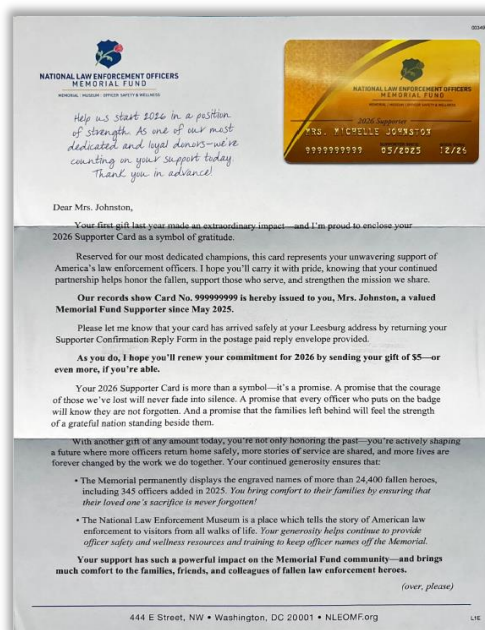 NATIONAL LAW ENFORCEMENT OFFICERS
MEMORIAL FUND
MEMORIAL | MUSEUM | OFFICER SAFETY & WELLNESS
Help us start 2026 in a position
of strength. As one of our most
dedicated and loyal donors—we're
counting on your support today.
Thank you in advance!
NATIONAL LAW ENFORCEMENT OFFICERS
MEMORIAL FUND
MEMORIAL | MUSEUM | OFFICER SAFETY & WELLNESS
2026 Supporter
MRS. MICHELLE JOHNSTON
9999999999 05/2025 12/26
Dear Mrs. Johnston,
Your first gift last year made an extraordinary impact—and I'm proud to enclose your
2026 Supporter Card as a symbol of gratitude.
Reserved for our most dedicated champions, this card represents your unwavering support of
America's law enforcement officers. I hope you'll carry it with pride, knowing that your continued
partnership helps honor the fallen, support those who serve, and strengthen the mission we share.
Our records show Card No. 999999999 is hereby issued to you, Mrs. Johnston, a valued
Memorial Fund Supporter since May 2025.
Please let me know that your card has arrived safely at your Leesburg address by returning your
Supporter Confirmation Reply Form in the postage paid reply envelope provided.
As you do, I hope you'll renew your commitment for 2026 by sending your gift of $5—or
even more, if you're able.
Your 2026 Supporter Card is more than a symbol—it's a promise. A promise that the courage
of those we've lost will never fade into silence. A promise that every officer who puts on the badge
will know they are not forgotten. And a promise that the families left behind will feel the strength
of a grateful nation standing beside them.
With another gift of any amount today, you're not only honoring the past—you're actively shaping
a future where more officers return home safely, more stories of service are shared, and more lives are
forever changed by the work we do together. Your continued generosity ensures that:
• The Memorial permanently displays the engraved names of more than 24,400 fallen heroes,
including 345 officers added in 2025. You bring comfort to their families by ensuring that
their loved one's sacrifice is never forgotten!
• The National Law Enforcement Museum is a place which tells the story of American law
enforcement to visitors from all walks of life. Your generosity helps continue to provide
officer safety and wellness resources and training to keep officer names off the Memorial.
Your support has such a powerful impact on the Memorial Fund community—and brings
much comfort to the families, friends, and colleagues of fallen law enforcement heroes.
(over, please)
444 E Street, NW • Washington, DC 20001 • NLEOMF.org